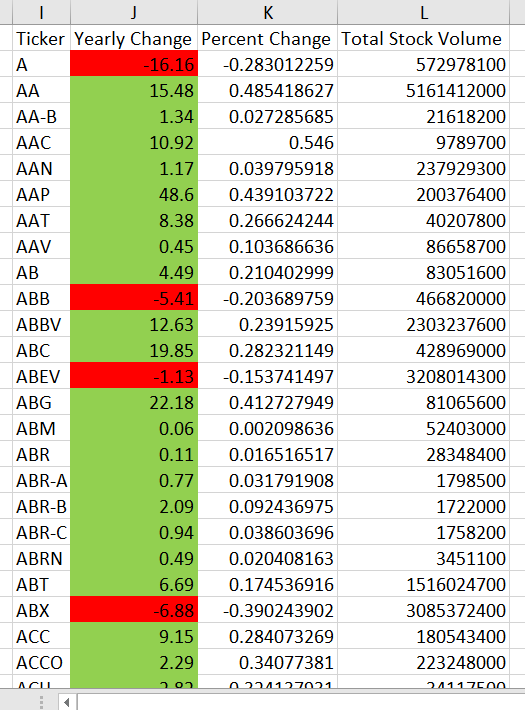 I J K L
Ticker Yearly Change Percent Change Total Stock Volume
A -16.16 -0.283012259 572978100
AA 15.48 0.485418627 5161412000
AA-B 1.34 0.027285685 21618200
AAC 10.92 0.546 9789700
AAN 1.17 0.039795918 237929300
AAP 48.6 0.439103722 200376400
AAT 8.38 0.266624244 40207800
AAV 0.45 0.103686636 86658700
AB 4.49 0.210402999 83051600
ABB -5.41 -0.203689759 466820000
ABBV 12.63 0.23915925 2303237600
ABC 19.85 0.282321149 428969000
ABEV -1.13 -0.153741497 3208014300
ABG 22.18 0.412727949 81065600
ABM 0.06 0.002098636 52403000
ABR 0.11 0.016516517 28348400
ABR-A 0.77 0.031791908 1798500
ABR-B 2.09 0.092436975 1722000
ABR-C 0.94 0.038603696 1758200
ABRN 0.49 0.020408163 3451100
ABT 6.69 0.174536916 1516024700
ABX -6.88 -0.390243902 3085372400
ACC 9.15 0.284073269 180543400
ACCO 2.29 0.34077381 223248000